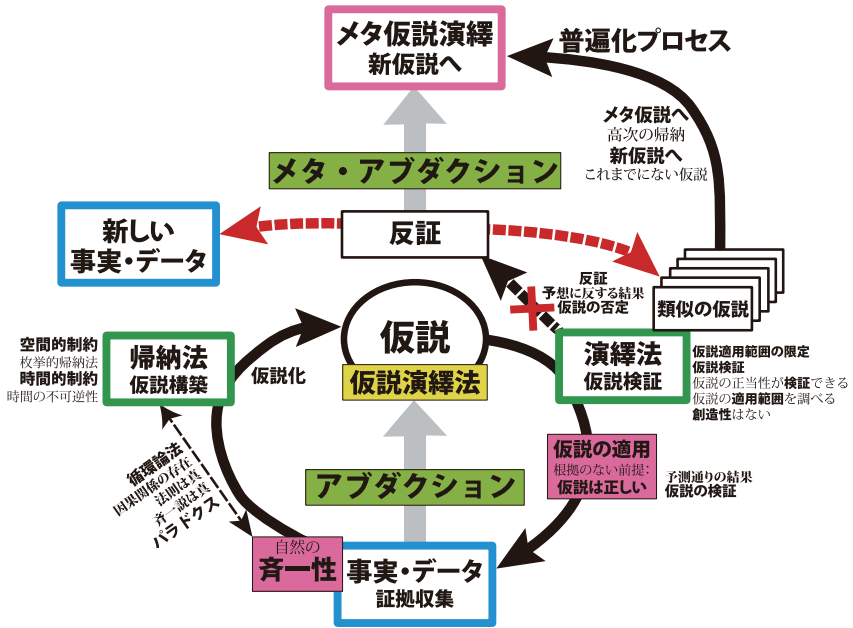 メタ仮説演繹
新仮説へ
普遍化プロセス
メタ仮説へ
高次の帰納
新仮説へ
これまでにない仮説
メタ・アブダクション
新しい
事実・データ
反証
類似の仮説
反証
予想に反する結果
仮説の否定
仮説
仮説演繹法
空間的制約
枚挙的帰納法
時間的制約
時間の不可逆性
帰納法
仮説構築
仮説化
演繹法
仮説検証
仮説適用範囲の限定
仮説検証
仮説の正当性が検証できる
仮説の適用範囲を調べる
創造性はない
仮説の適用
根拠のない前提:
仮説は正しい
予測通りの結果
仮説の検証
アブダクション
循環論法
因果関係の存在
法則は真
斉一説は真
パラドクス
自然の
斉一性
事実・データ
証拠収集